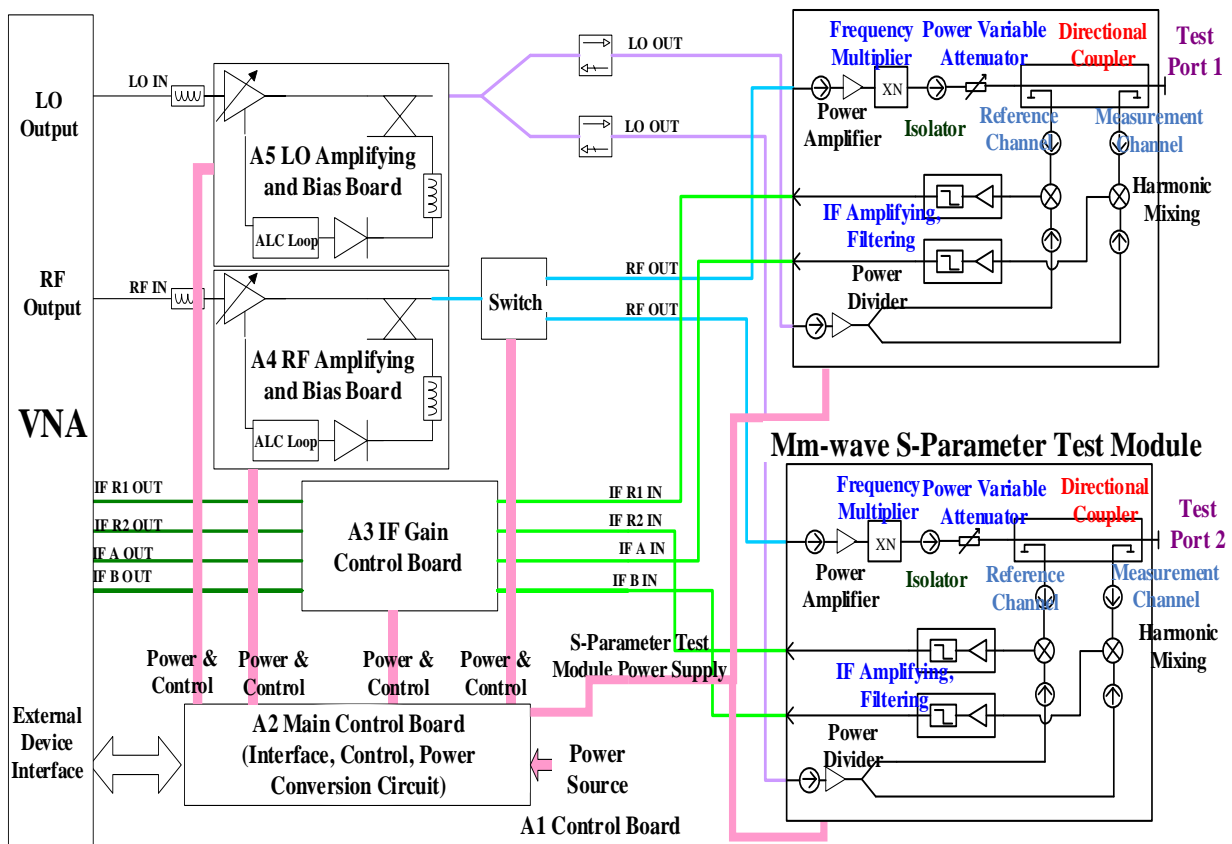 LO
Output
RF
Output
VNA
External
Device
Interface
LO IN
A5 LO Amplifying
and Bias Board
ALC Loop
RF IN
A4 RF Amplifying
and Bias Board
ALC Loop
LO OUT
LO OUT
Switch
RF OUT
RF OUT
IF R1 OUT
IF R2 OUT
IF A OUT
IF B OUT
A3 IF Gain
Control Board
IF R1 IN
IF R2 IN
IF A IN
IF B IN
Power &
Control
Power &
Control
Power &
Control
Power &
Control
S-Parameter Test
Module Power Supply
A2 Main Control Board
(Interface, Control, Power
Conversion Circuit)
Power
Source
A1 Control Board
Frequency
Multiplier
Power Variable
Attenuator
Directional
Coupler
Test
Port 1
XN
Power
Amplifier
Isolator
Reference
Channel
Measurement
Channel
Harmonic
Mixing
IF Amplifying,
Filtering
Power
Divider
Mm-wave S-Parameter Test Module
Frequency
Multiplier
Power Variable
Attenuator
Directional
Coupler
Test
Port 2
XN
Power
Amplifier
Isolator
Reference
Channel
Measurement
Channel
Harmonic
Mixing
IF Amplifying,
Filtering
Power
Divider